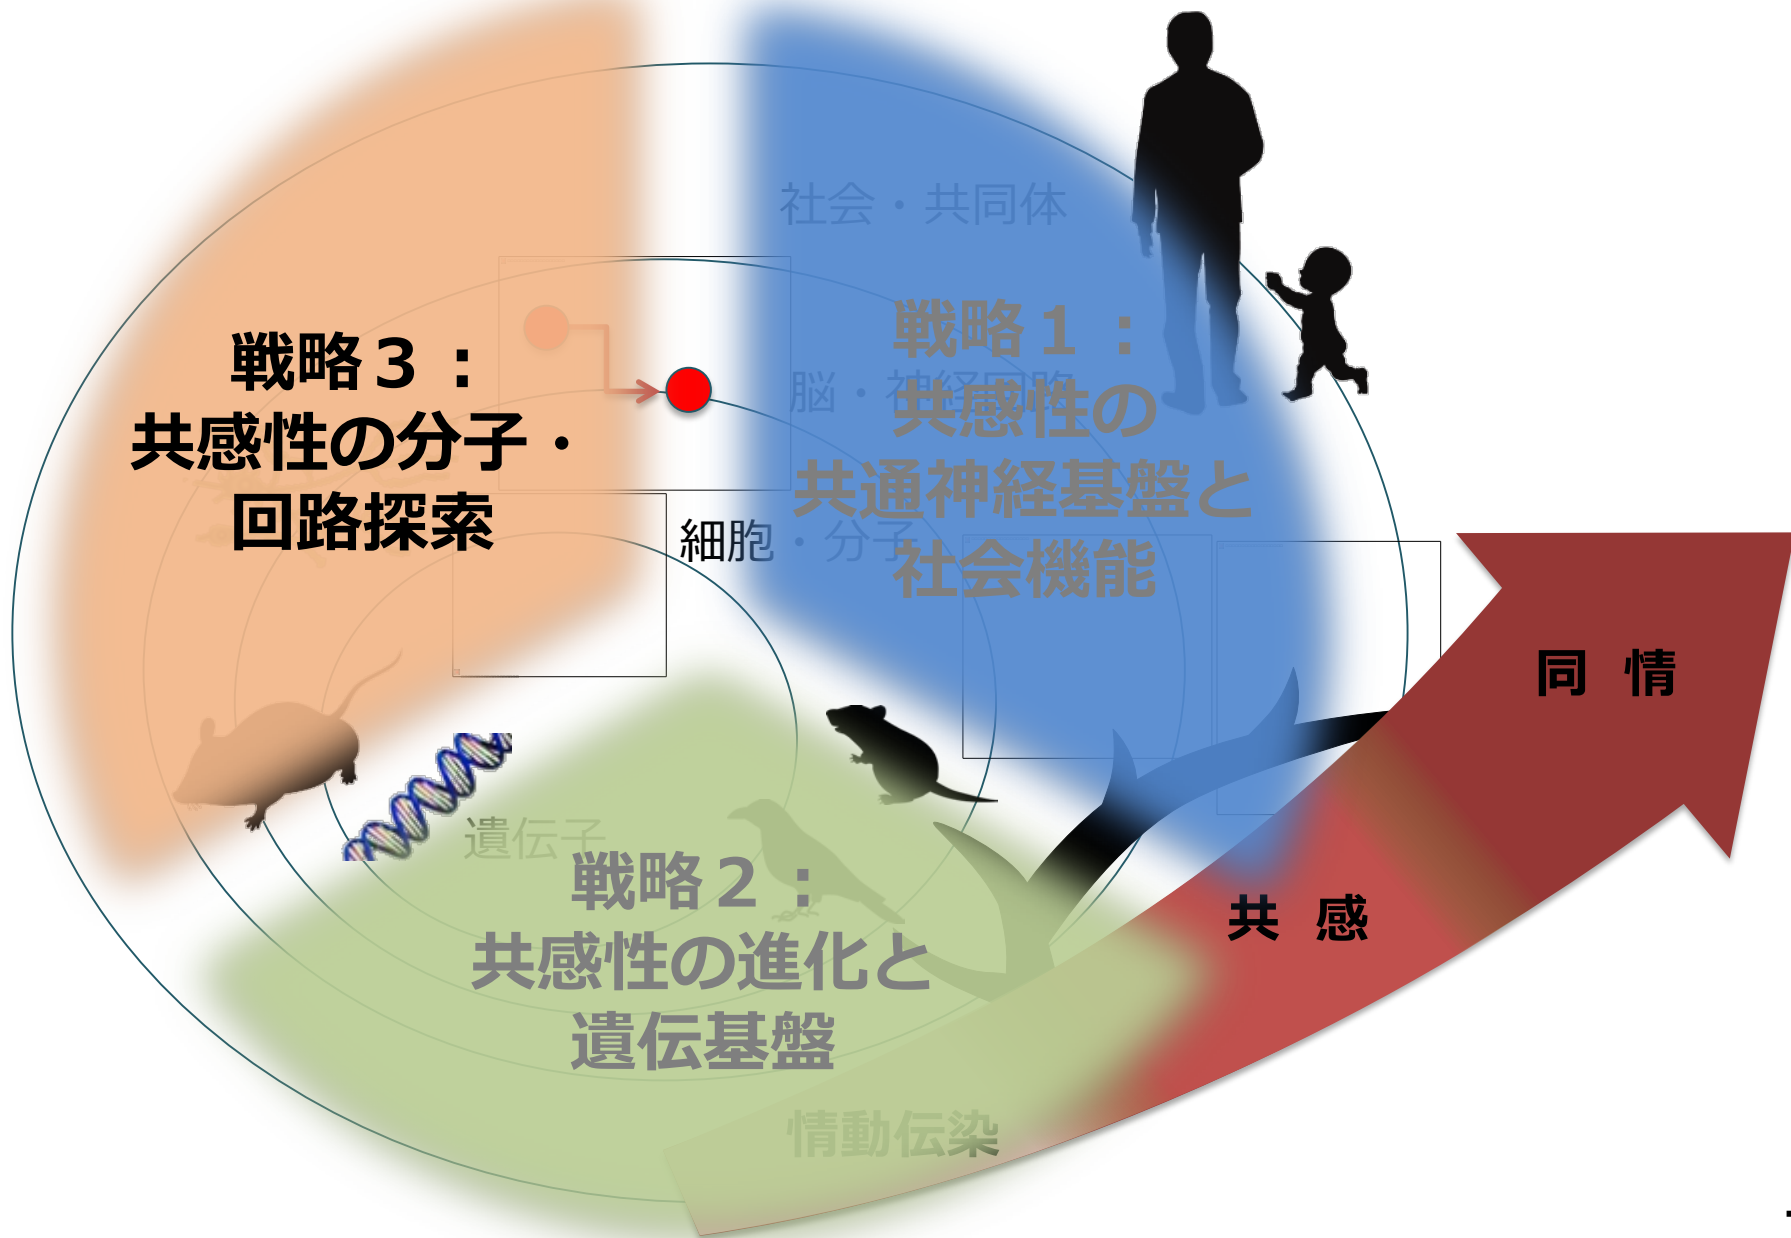 社会・共同体
戦略１：
共感性の
共通神経基盤と
社会機能
脳・神経回路
戦略３：
共感性の分子・
回路探索
細胞・分子
同 情
遺伝子
戦略２：
共感性の進化と
遺伝基盤
共 感
情動伝染